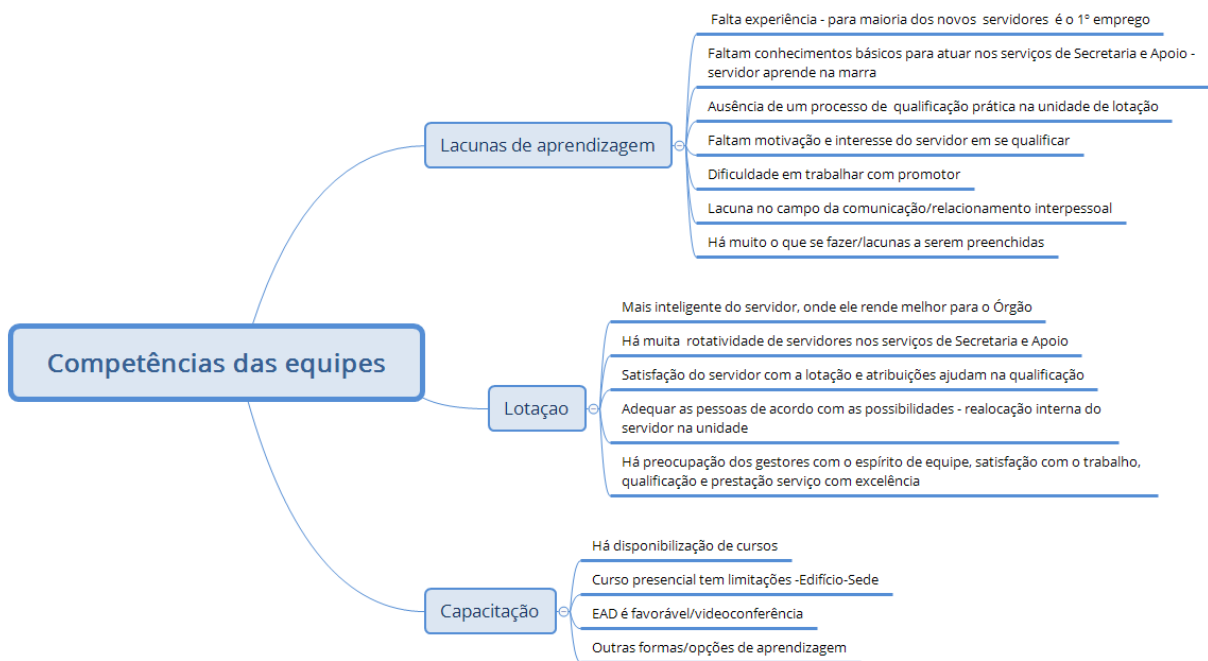 Competências das equipes
Lacunas de aprendizagem
Falta experiência - para maioria dos novos servidores é o 1º emprego
Faltam conhecimentos básicos para atuar nos serviços de Secretaria e Apoio -
servidor aprende na marra
Ausência de um processo de qualificação prática na unidade de lotação
Faltam motivação e interesse do servidor em se qualificar
Dificuldade em trabalhar com promotor
Lacuna no campo da comunicação/relacionamento interpessoal
Há muito o que se fazer/lacunas a serem preenchidas
Lotaçao
Mais inteligente do servidor, onde ele rende melhor para o Órgão
Há muita rotatividade de servidores nos serviços de Secretaria e Apoio
Satisfação do servidor com a lotação e atribuições ajudam na qualificação
Adequar as pessoas de acordo com as possibilidades - realocação interna do
servidor na unidade
Há preocupação dos gestores com o espírito de equipe, satisfação com o trabalho,
qualificação e prestação serviço com excelência
Capacitação
Há disponibilização de cursos
Curso presencial tem limitações -Edifício-Sede
EAD é favorável/videoconferência
Outras formas/opções de aprendizagem